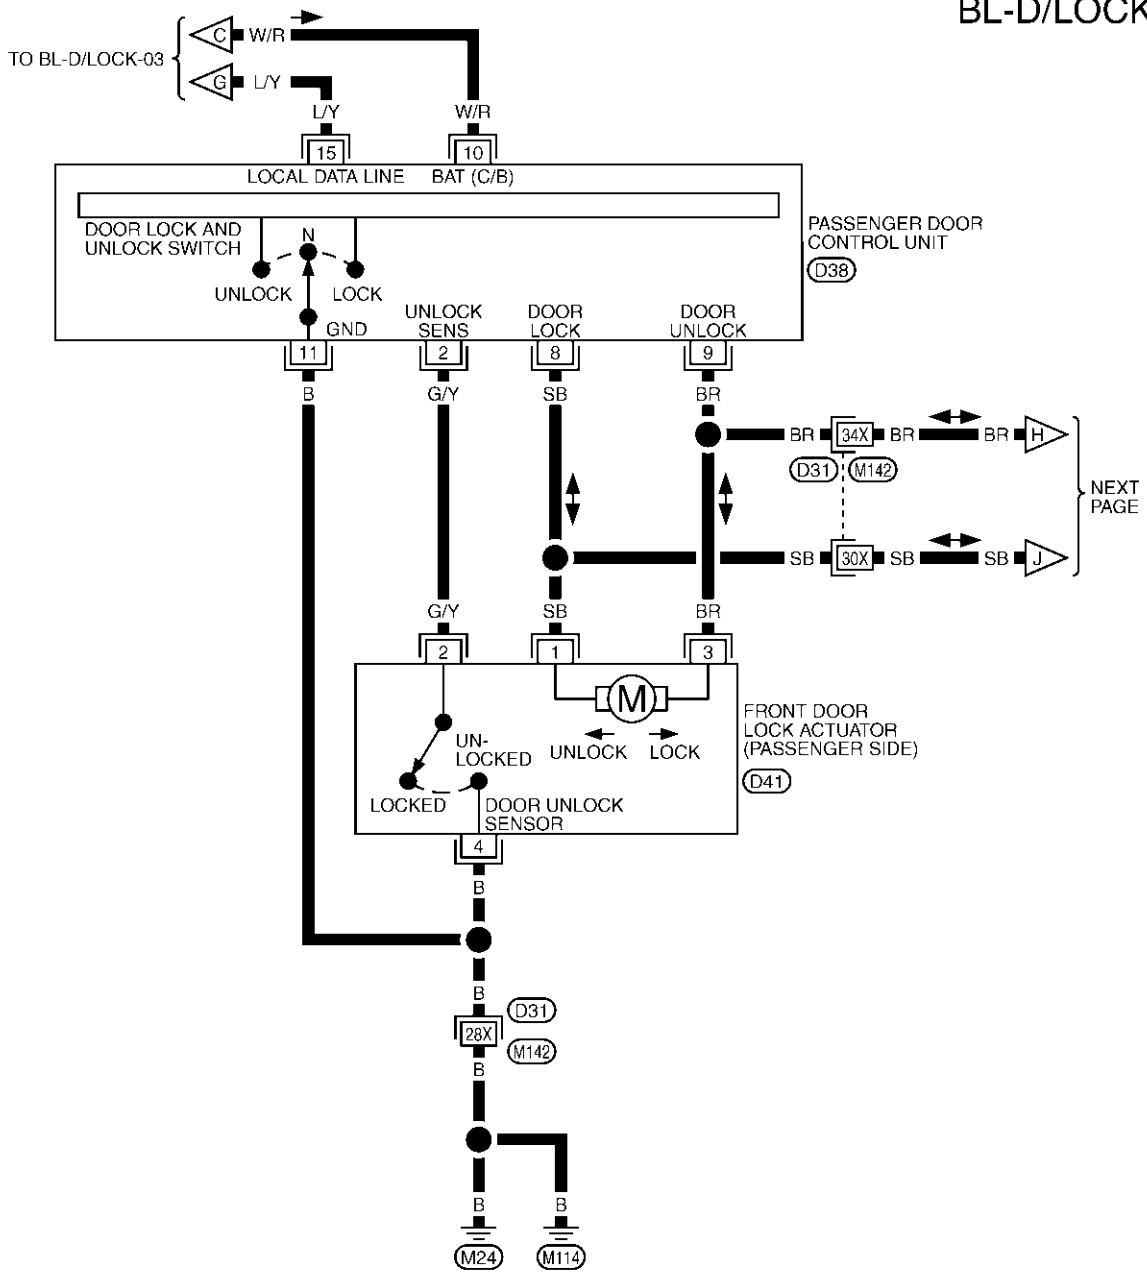 BL-D/LOCK
C W/R
TO BL-D/LOCK-03
G L/Y
L/Y W/R
15 10
LOCAL DATA LINE BAT (C/B)
DOOR LOCK AND
UNLOCK SWITCH
N
UNLOCK LOCK
PASSENGER DOOR
CONTROL UNIT
D38
GND
UNLOCK
SENS
DOOR
LOCK
DOOR
UNLOCK
11 2 8 9
B G/Y SB BR
BR 34X BR BR H
D31 M142
NEXT
PAGE
SB 30X SB SB J
G/Y SB BR
2 1 3
M
UNLOCK LOCK
UN-
LOCKED
LOCKED
DOOR UNLOCK
SENSOR
FRONT DOOR
LOCK ACTUATOR
(PASSENGER SIDE)
D41
4
B
B
D31
28X
M142
B
B B
M24 M114